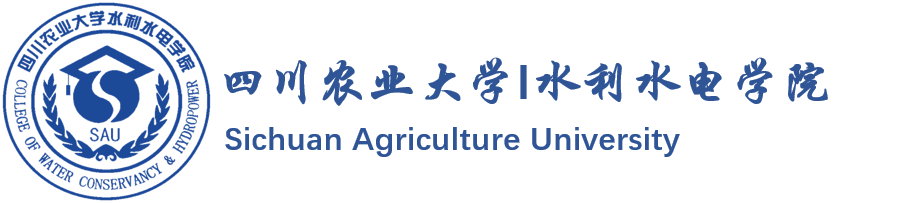 四川农业大学水利水电学院
SAU
COLLEGE OF WATER CONSERVANCY & HYDROPOWER
四川农业大学|水利水电学院
Sichuan Agriculture University